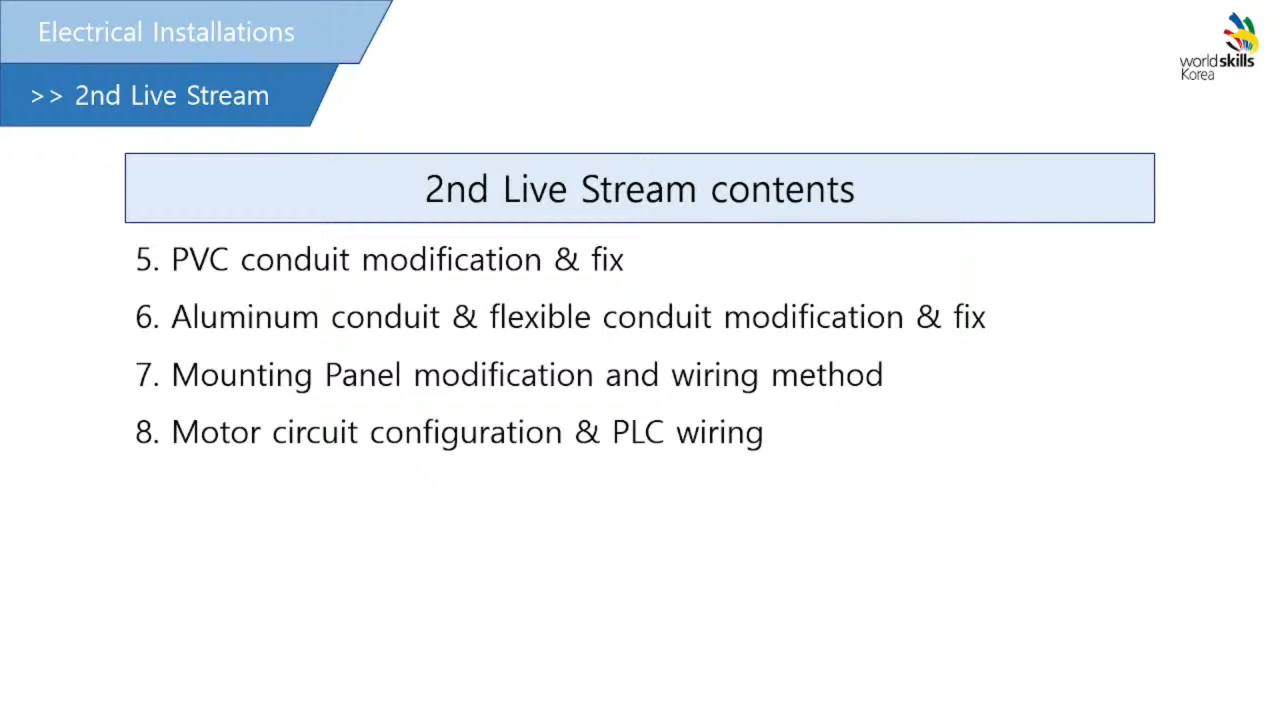 Electrical Installations
>> 2nd Live Stream
worldskills
Korea
2nd Live Stream contents
5. PVC conduit modification & fix
6. Aluminum conduit & flexible conduit modification & fix
7. Mounting Panel modification and wiring method
8. Motor circuit configuration & PLC wiring